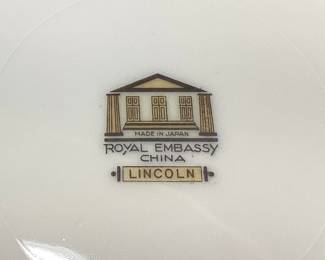 MADE IN JAPAN
ROYAL EMBASSY
CHINA
LINCOLN